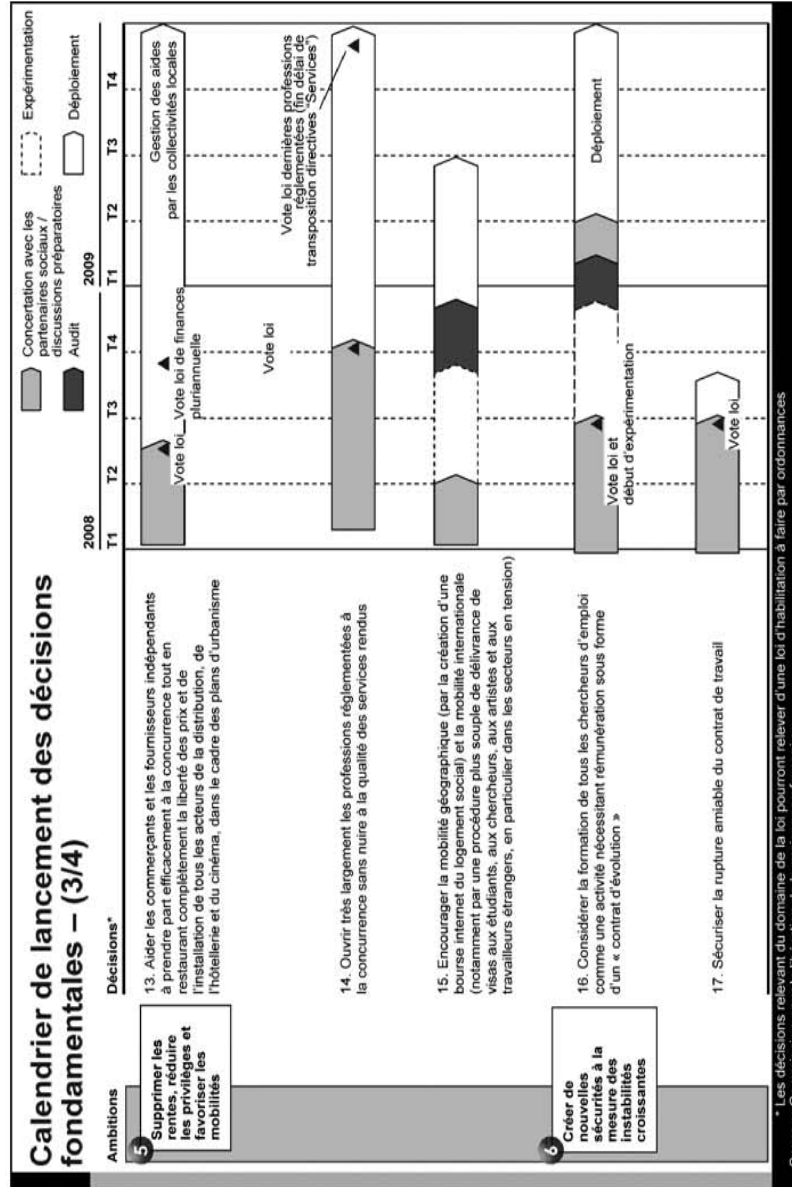 Calendrier de lancement des décisions
fondamentales – (3/4)
Concertation avec les
partenaires sociaux /
discussions préparatoires
Audit
Expérimentation
Déploiement
Ambitions
Décisions*
2008
2009
T1
T2
T3
T4
T1
T2
T3
T4
5
Supprimer les
rentes, réduire
les privilèges et
favoriser les
mobilités
13. Aider les commerçants et les fournisseurs indépendants
à prendre part efficacement à la concurrence tout en
restaurant complètement la liberté des prix et de
l'installation de tous les acteurs de la distribution, de
l'hôtellerie et du cinéma, dans le cadre des plans d'urbanisme
Vote loi
Vote loi de finances
pluriannuelle
Gestion des aides
par les collectivités locales
14. Ouvrir très largement les professions réglementées à
la concurrence sans nuire à la qualité des services rendus
Vote loi
Vote loi dernières professions
réglementées (fin délai de
transposition directives "Services")
15. Encourager la mobilité géographique (par la création d'une
bourse internet du logement social) et la mobilité internationale
(notamment par une procédure plus souple de délivrance de
visas aux étudiants, aux chercheurs, aux artistes et aux
travailleurs étrangers, en particulier dans les secteurs en tension)
6
Créer de
nouvelles
sécurités à la
mesure des
instabilités
croissantes
16. Considérer la formation de tous les chercheurs d'emploi
comme une activité nécessitant rémunération sous forme
d'un « contrat d'évolution »
Vote loi et
début d'expérimentation
Déploiement
17. Sécuriser la rupture amiable du contrat de travail
Vote loi
* Les décisions relevant du domaine de la loi pourront relever d'une loi d'habilitation à faire par ordonnances